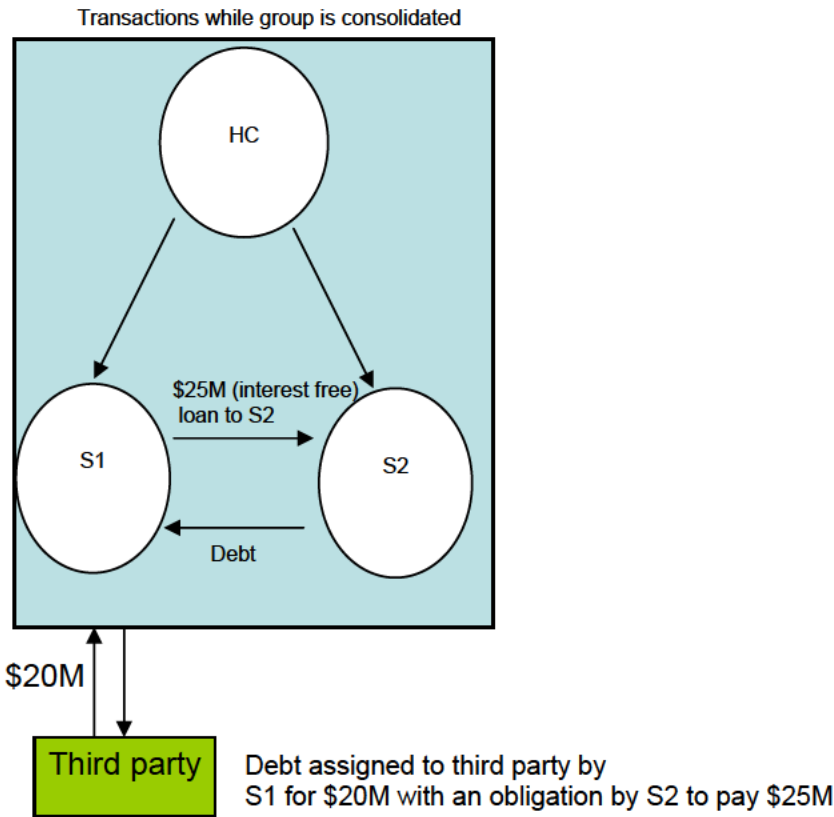 Transactions while group is consolidated
HC
$25M (interest free)
loan to S2
S1
S2
Debt
$20M
Third party
Debt assigned to third party by
S1 for $20M with an obligation by S2 to pay $25M